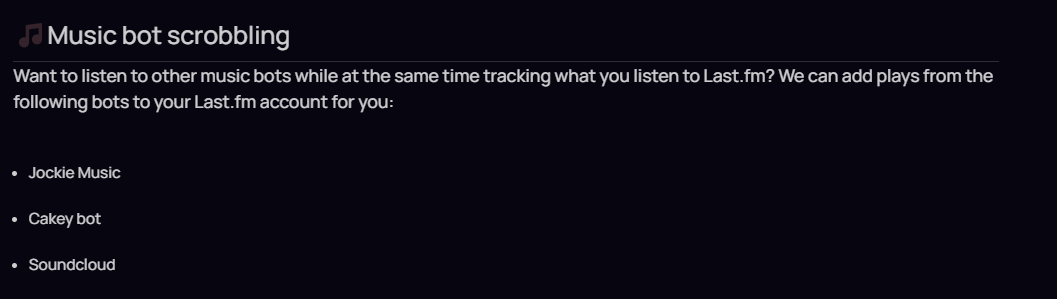 Music bot scrobbling
Want to listen to other music bots while at the same time tracking what you listen to Last.fm? We can add plays from the
following bots to your Last.fm account for you:
• Jockie Music
• Cakey bot
• Soundcloud